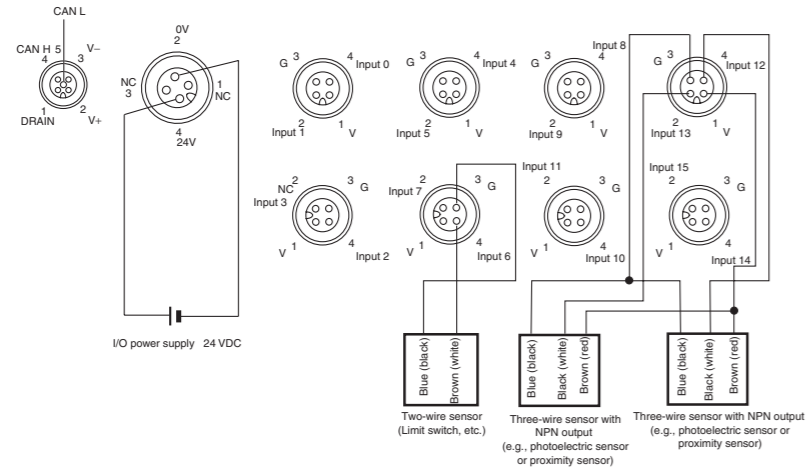 CAN L
CAN H 5
4
3
V–
1
DRAIN
2
V+
0V
2
NC
3
1
NC
4
24V
I/O power supply 24 VDC
G 3
4
Input 0
2
Input 1
1
V
G 3
4
Input 4
2
Input 5
1
V
G 3
4
Input 8
2
Input 9
1
V
G 3
4
Input 12
2
Input 13
1
V
NC 2
Input 3
3
G
V 1
4
Input 2
2
Input 7
3
G
V 1
4
Input 6
Input 11
2
3
G
V 1
4
Input 10
Input 15
2
3
G
V 1
4
Input 14
Blue (black)
Brown (white)
Blue (black)
Black (white)
Brown (red)
Blue (black)
Black (white)
Brown (red)
Two-wire sensor
(Limit switch, etc.)
Three-wire sensor with
NPN output
(e.g., photoelectric sensor
or proximity sensor)
Three-wire sensor with NPN output
(e.g., photoelectric sensor or
proximity sensor)